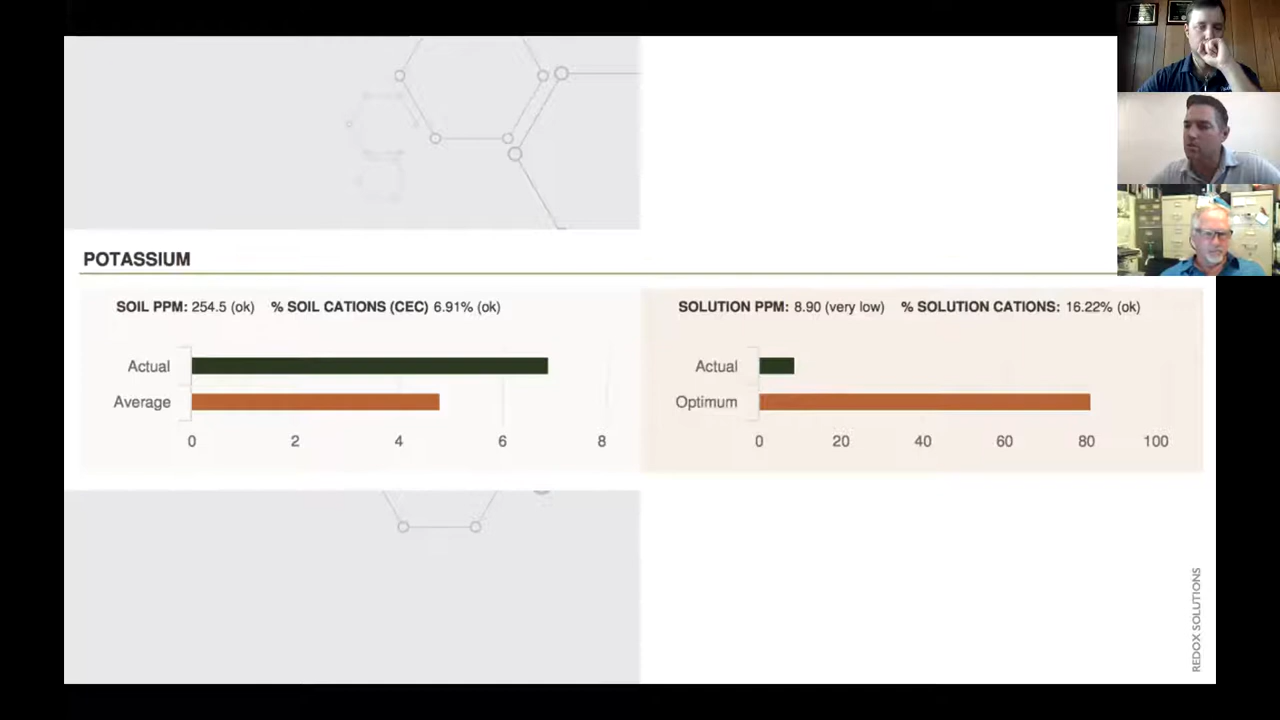 POTASSIUM
SOIL PPM: 254.5 (ok) % SOIL CATIONS (CEC) 6.91% (ok)
Actual
Average
0 2 4 6 8
SOLUTION PPM: 8.90 (very low) % SOLUTION CATIONS: 16.22% (ok)
Actual
Optimum
0 20 40 60 80 100
REDOX SOLUTIONS